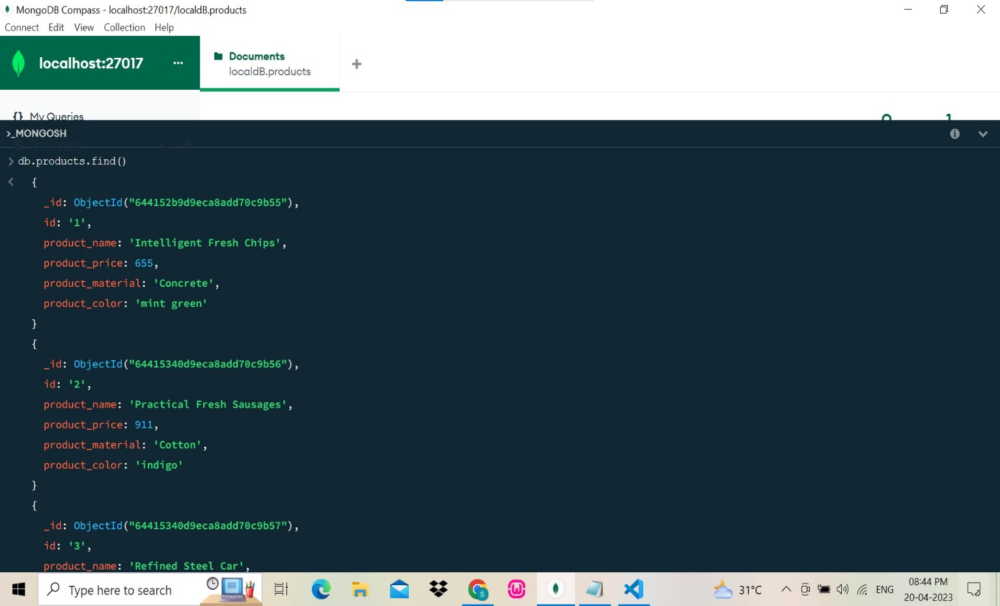 MongoDB Compass - localhost:27017/localdB.products
Connect Edit View Collection Help
localhost:27017 ...
Documents
localdB.products
+
{} My Queries
>_MONGOSH
db.products.find()
{
_id: ObjectId("644152b9d9eca8add70c9b55"),
id: '1',
product_name: 'Intelligent Fresh Chips',
product_price: 655,
product_material: 'Concrete',
product_color: 'mint green'
}
{
_id: ObjectId("64415340d9eca8add70c9b56"),
id: '2',
product_name: 'Practical Fresh Sausages',
product_price: 911,
product_material: 'Cotton',
product_color: 'indigo'
}
{
_id: ObjectId("64415340d9eca8add70c9b57"),
id: '3',
product_name: 'Refined Steel Car',
Type here to search
31°C
ENG
08:44 PM
20-04-2023